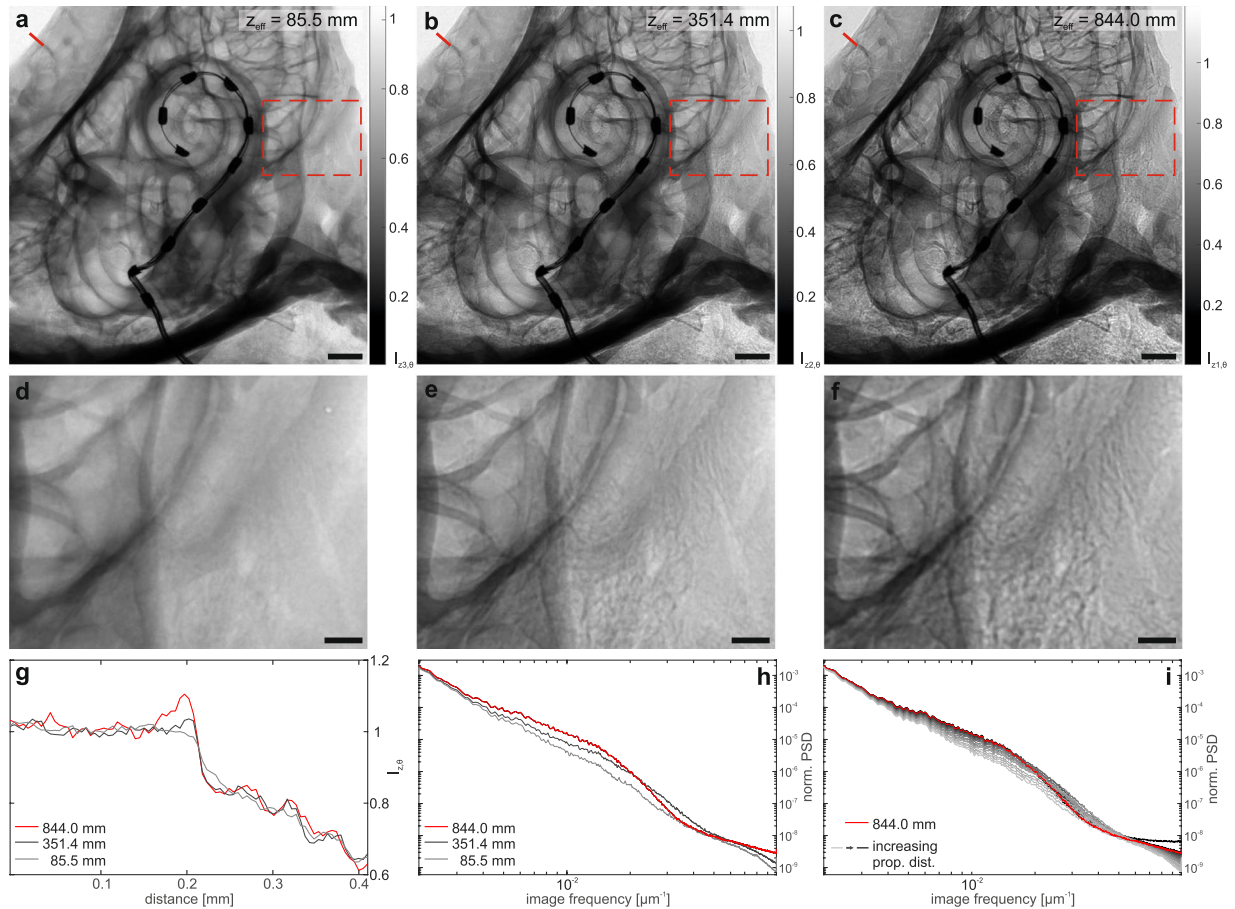 a
z_eff = 85.5 mm
1
0.8
0.6
0.4
0.2
I_z3,θ
b
z_eff = 351.4 mm
1
0.8
0.6
0.4
0.2
I_z2,θ
c
z_eff = 844.0 mm
1
0.8
0.6
0.4
0.2
I_z1,θ
d
e
f
g
1.2
1
0.8
0.6
I_z,θ
844.0 mm
351.4 mm
85.5 mm
0.1
0.2
0.3
0.4
distance [mm]
h
10^-3
10^-4
10^-5
10^-6
10^-7
10^-8
10^-9
norm. PSD
844.0 mm
351.4 mm
85.5 mm
10^-2
image frequency [µm^-1]
i
10^-3
10^-4
10^-5
10^-6
10^-7
10^-8
10^-9
norm. PSD
844.0 mm
increasing
prop. dist.
10^-2
image frequency [µm^-1]